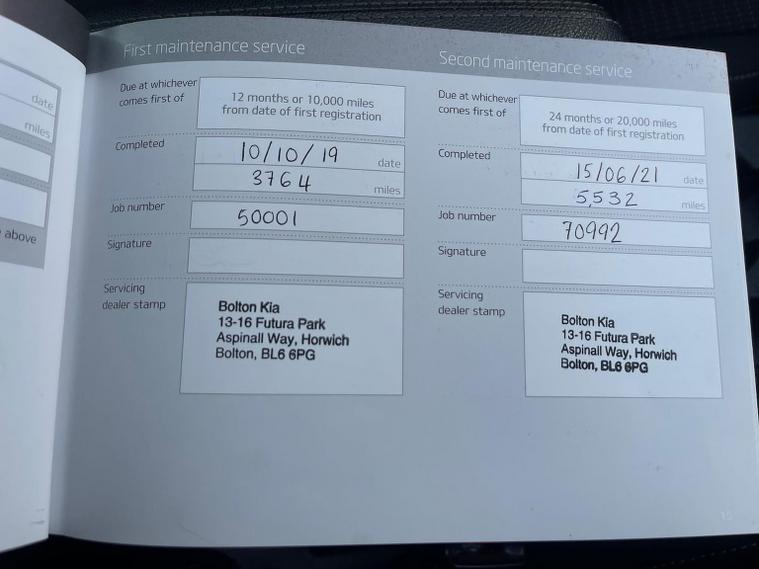 date
miles
above
First maintenance service
Due at whichever
comes first of
12 months or 10,000 miles
from date of first registration
Completed
10/10/19 date
3764 miles
Job number
50001
Signature
Servicing
dealer stamp
Bolton Kia
13-16 Futura Park
Aspinall Way, Horwich
Bolton, BL6 6PG
Second maintenance service
Due at whichever
comes first of
24 months or 20,000 miles
from date of first registration
Completed
15/06/21 date
5,532 miles
Job number
70992
Signature
Servicing
dealer stamp
Bolton Kia
13-16 Futura Park
Aspinall Way, Horwich
Bolton, BL6 6PG